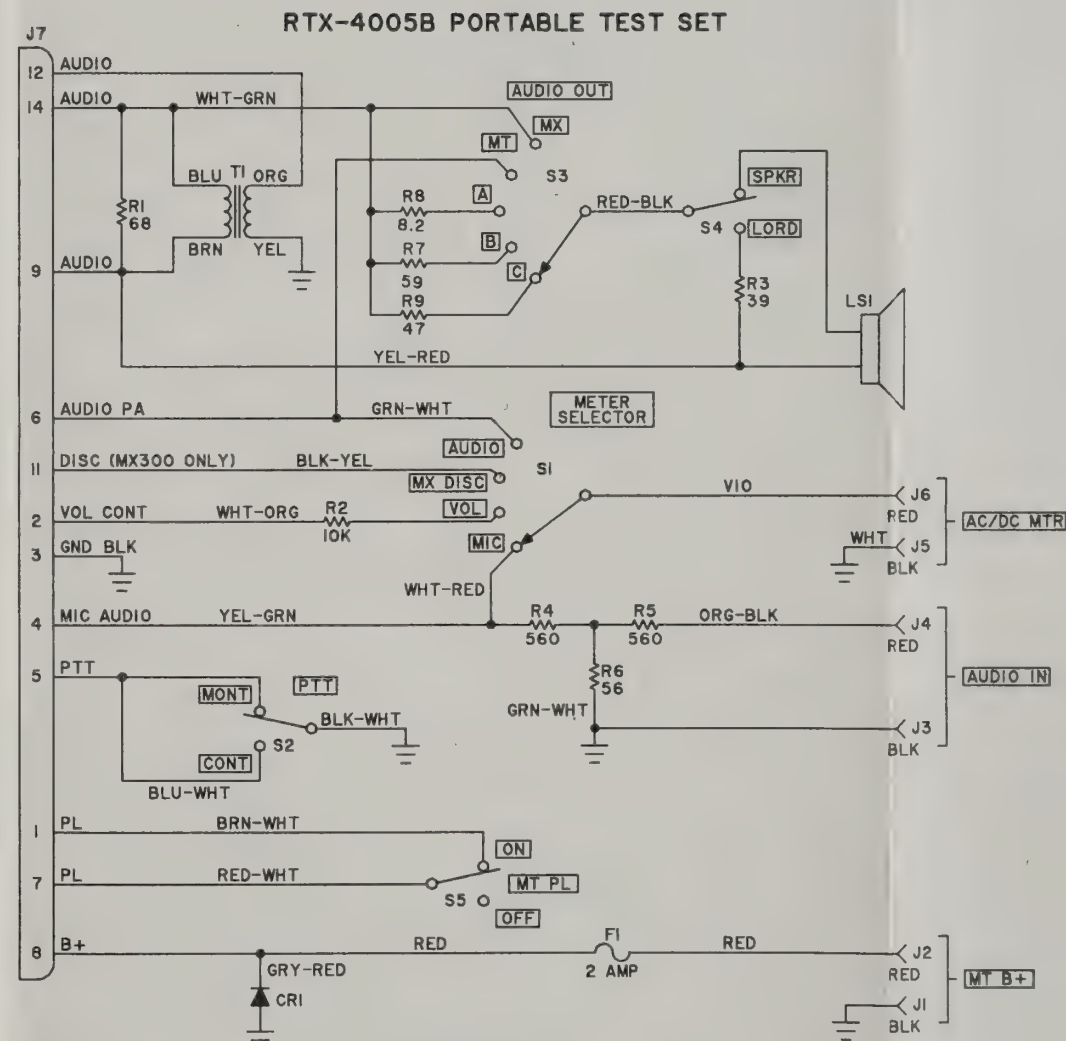 RTX-4005B PORTABLE TEST SET
J7
12 AUDIO
14 AUDIO WHT-GRN
AUDIO OUT
MX
MT
S3
BLU T1 ORG
R1
68
BRN YEL
A
R8
8.2
B
R7
59
C
R9
47
RED-BLK
SPKR
S4 LORD
R3
39
LS1
9 AUDIO
YEL-RED
6 AUDIO PA GRN-WHT
METER
SELECTOR
AUDIO
S1
11 DISC (MX300 ONLY) BLK-YEL
MX DISC
VIO
J6
RED
2 VOL CONT WHT-ORG R2
10K
VOL
AC/DC MTR
3 GND BLK
MIC
WHT
J5
BLK
WHT-RED
4 MIC AUDIO YEL-GRN
R4
560
R5
560
ORG-BLK
J4
RED
R6
56
AUDIO IN
GRN-WHT
J3
BLK
5 PTT
MONT
PTT
BLK-WHT
S2
CONT
BLU-WHT
1 PL BRN-WHT
ON
7 PL RED-WHT
MT PL
S5
OFF
8 B+ RED F1 RED
2 AMP
J2
RED
GRY-RED
CR1
MT B+
J1
BLK